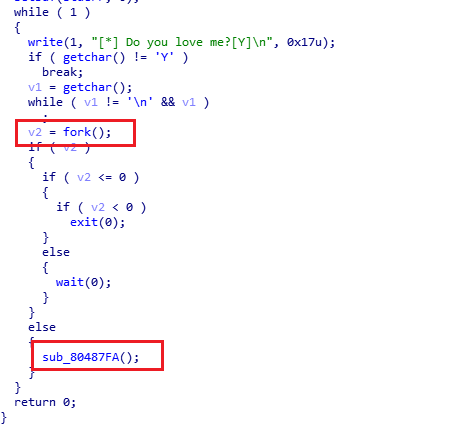 while ( 1 )
{
write(1, "[*] Do you love me?[Y]\n", 0x17u);
if ( getchar() != 'Y' )
break;
v1 = getchar();
while ( v1 != '\n' && v1 )
;
v2 = fork();
if ( v2 )
{
if ( v2 <= 0 )
{
if ( v2 < 0 )
exit(0);
}
else
{
wait(0);
}
}
else
{
sub_80487FA();
}
}
return 0;
}